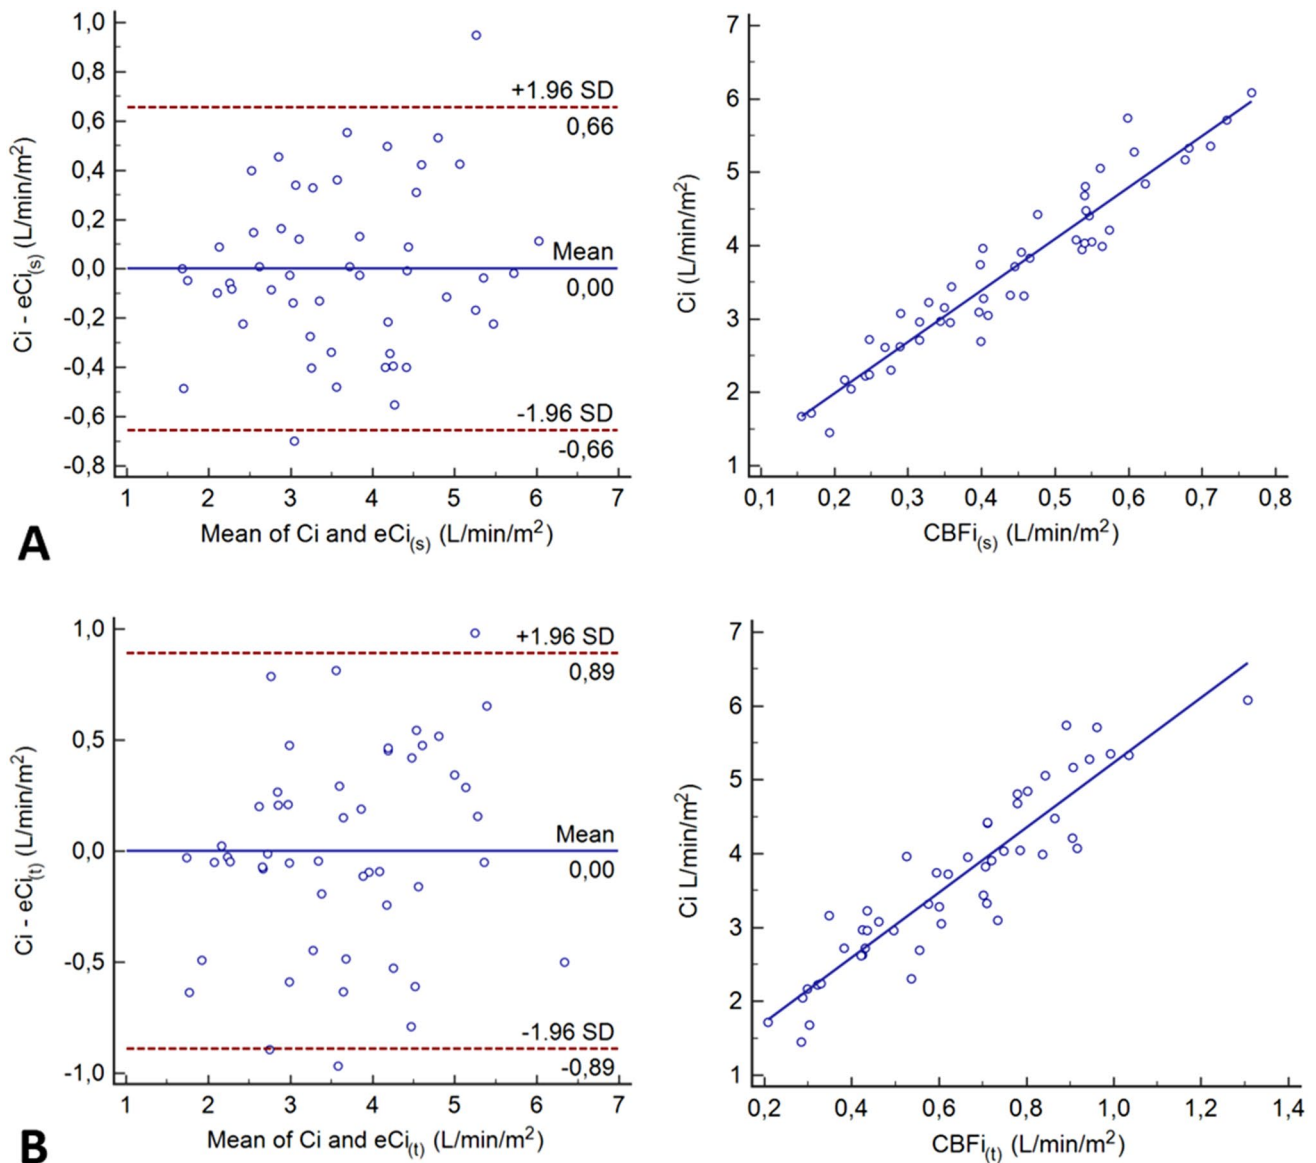 1,0
0,8
0,6
0,4
0,2
0,0
-0,2
-0,4
-0,6
-0,8
Ci - eCi(s) (L/min/m²)
+1.96 SD
0,66
Mean
0,00
-1.96 SD
-0,66
1 2 3 4 5 6 7
Mean of Ci and eCi(s) (L/min/m²)
A
7
6
5
4
3
2
1
Ci (L/min/m²)
0,1 0,2 0,3 0,4 0,5 0,6 0,7 0,8
CBFi(s) (L/min/m²)
1,0
0,5
0,0
-0,5
-1,0
Ci - eCi(t) (L/min/m²)
+1.96 SD
0,89
Mean
0,00
-1.96 SD
-0,89
1 2 3 4 5 6 7
Mean of Ci and eCi(t) (L/min/m²)
B
7
6
5
4
3
2
1
Ci L/min/m²)
0,2 0,4 0,6 0,8 1,0 1,2 1,4
CBFi(t) (L/min/m²)